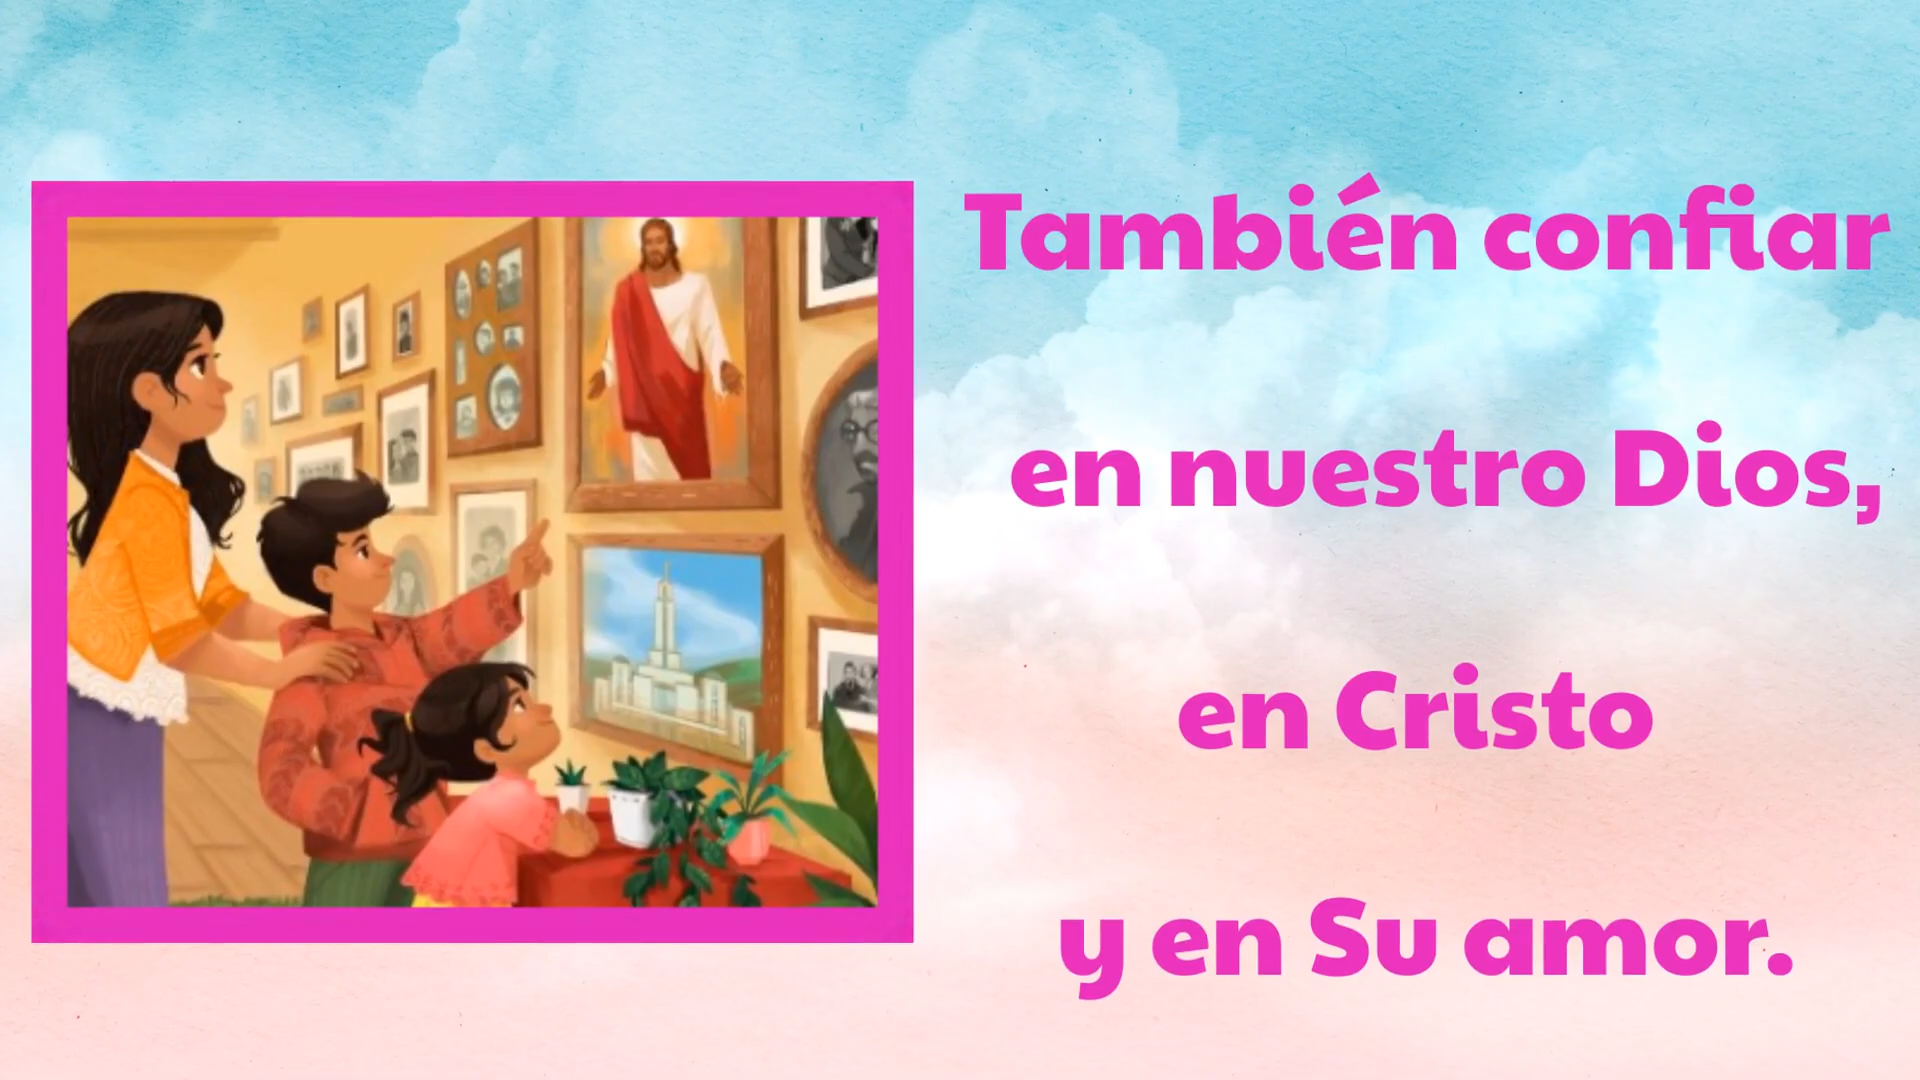 También confiar
en nuestro Dios,
en Cristo
y en Su amor.